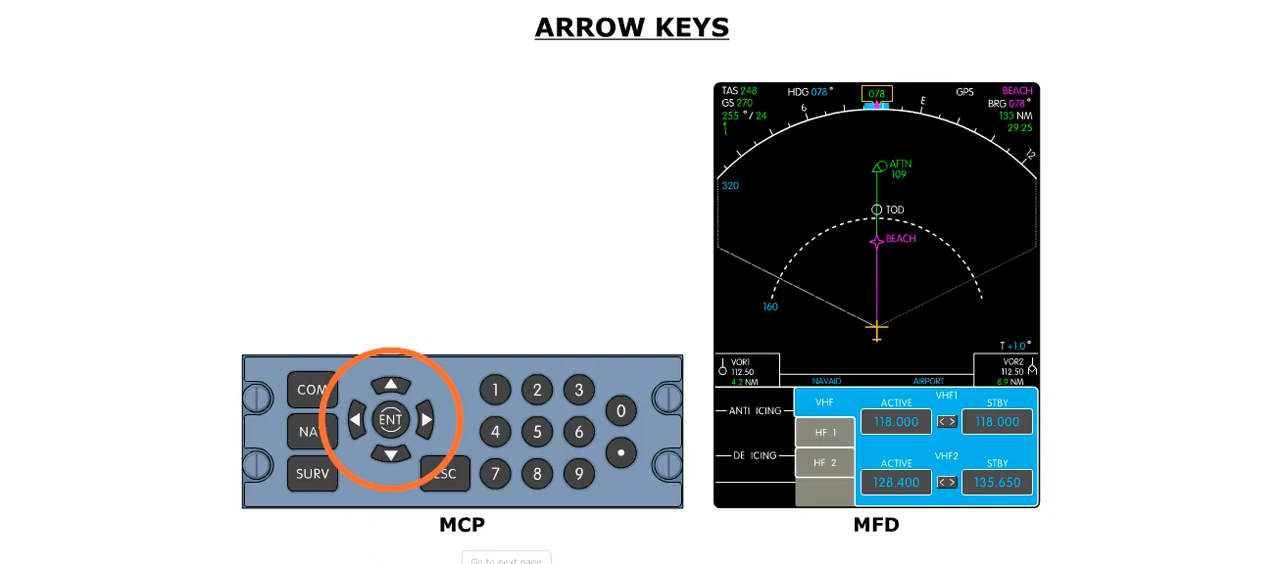 ARROW KEYS
TAS 248
GS 270
255 °/ 24
HDG 078°
078
GPS
BEACH
BRG 078°
133 NM
29:25
6
E
12
320
AFTN
109
TOD
BEACH
160
T +1.0°
VOR1
112.50
4.2 NM
VOR2
112.50
8.9 NM
NAVAID
AIRPORT
ANTI ICING
DE ICING
VHF
HF 1
HF 2
VHF1
ACTIVE
STBY
118.000
< >
118.000
VHF2
ACTIVE
STBY
128.400
< >
135.650
COM
NAV
SURV
ENT
ESC
1 2 3
4 5 6
7 8 9
0
•
MCP
MFD
Go to next page